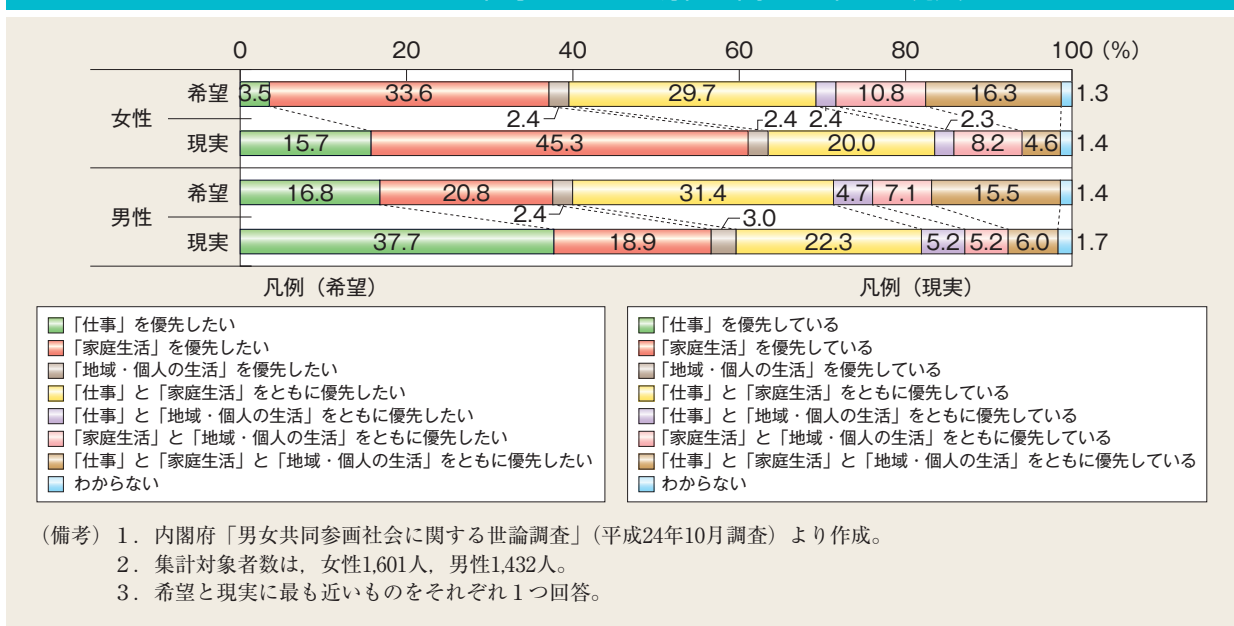 0 20 40 60 80 100 (%)
女性
希望 3.5 33.6 2.4 29.7 2.4 10.8 16.3 1.3
現実 15.7 45.3 2.4 20.0 2.3 8.2 4.6 1.4
男性
希望 16.8 20.8 2.4 31.4 4.7 7.1 15.5 1.4
現実 37.7 18.9 3.0 22.3 5.2 5.2 6.0 1.7
凡例（希望）
「仕事」を優先したい
「家庭生活」を優先したい
「地域・個人の生活」を優先したい
「仕事」と「家庭生活」をともに優先したい
「仕事」と「地域・個人の生活」をともに優先したい
「家庭生活」と「地域・個人の生活」をともに優先したい
「仕事」と「家庭生活」と「地域・個人の生活」をともに優先したい
わからない
凡例（現実）
「仕事」を優先している
「家庭生活」を優先している
「地域・個人の生活」を優先している
「仕事」と「家庭生活」をともに優先している
「仕事」と「地域・個人の生活」をともに優先している
「家庭生活」と「地域・個人の生活」をともに優先している
「仕事」と「家庭生活」と「地域・個人の生活」をともに優先している
わからない
（備考）１．内閣府「男女共同参画社会に関する世論調査」（平成24年10月調査）より作成。
２．集計対象者数は，女性1,601人，男性1,432人。
３．希望と現実に最も近いものをそれぞれ１つ回答。